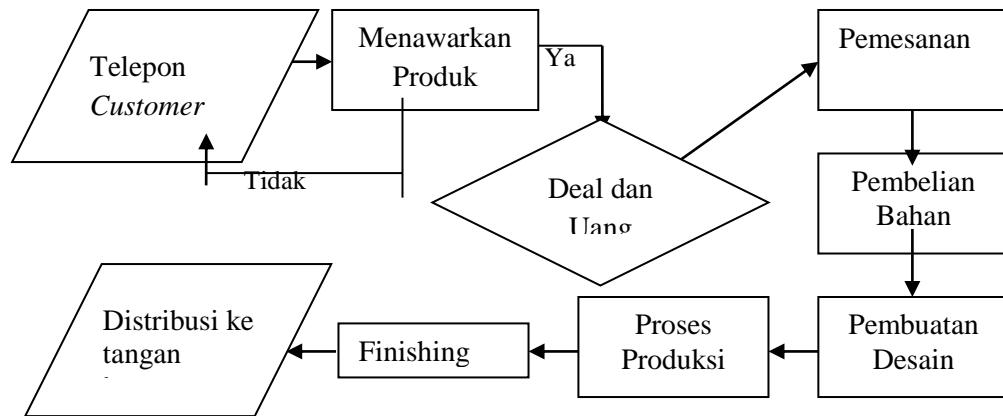 Telepon
Customer
Menawarkan
Produk
Ya
Tidak
Deal dan
Uang
Pemesanan
Pembelian
Bahan
Pembuatan
Desain
Proses
Produksi
Finishing
Distribusi ke
tangan